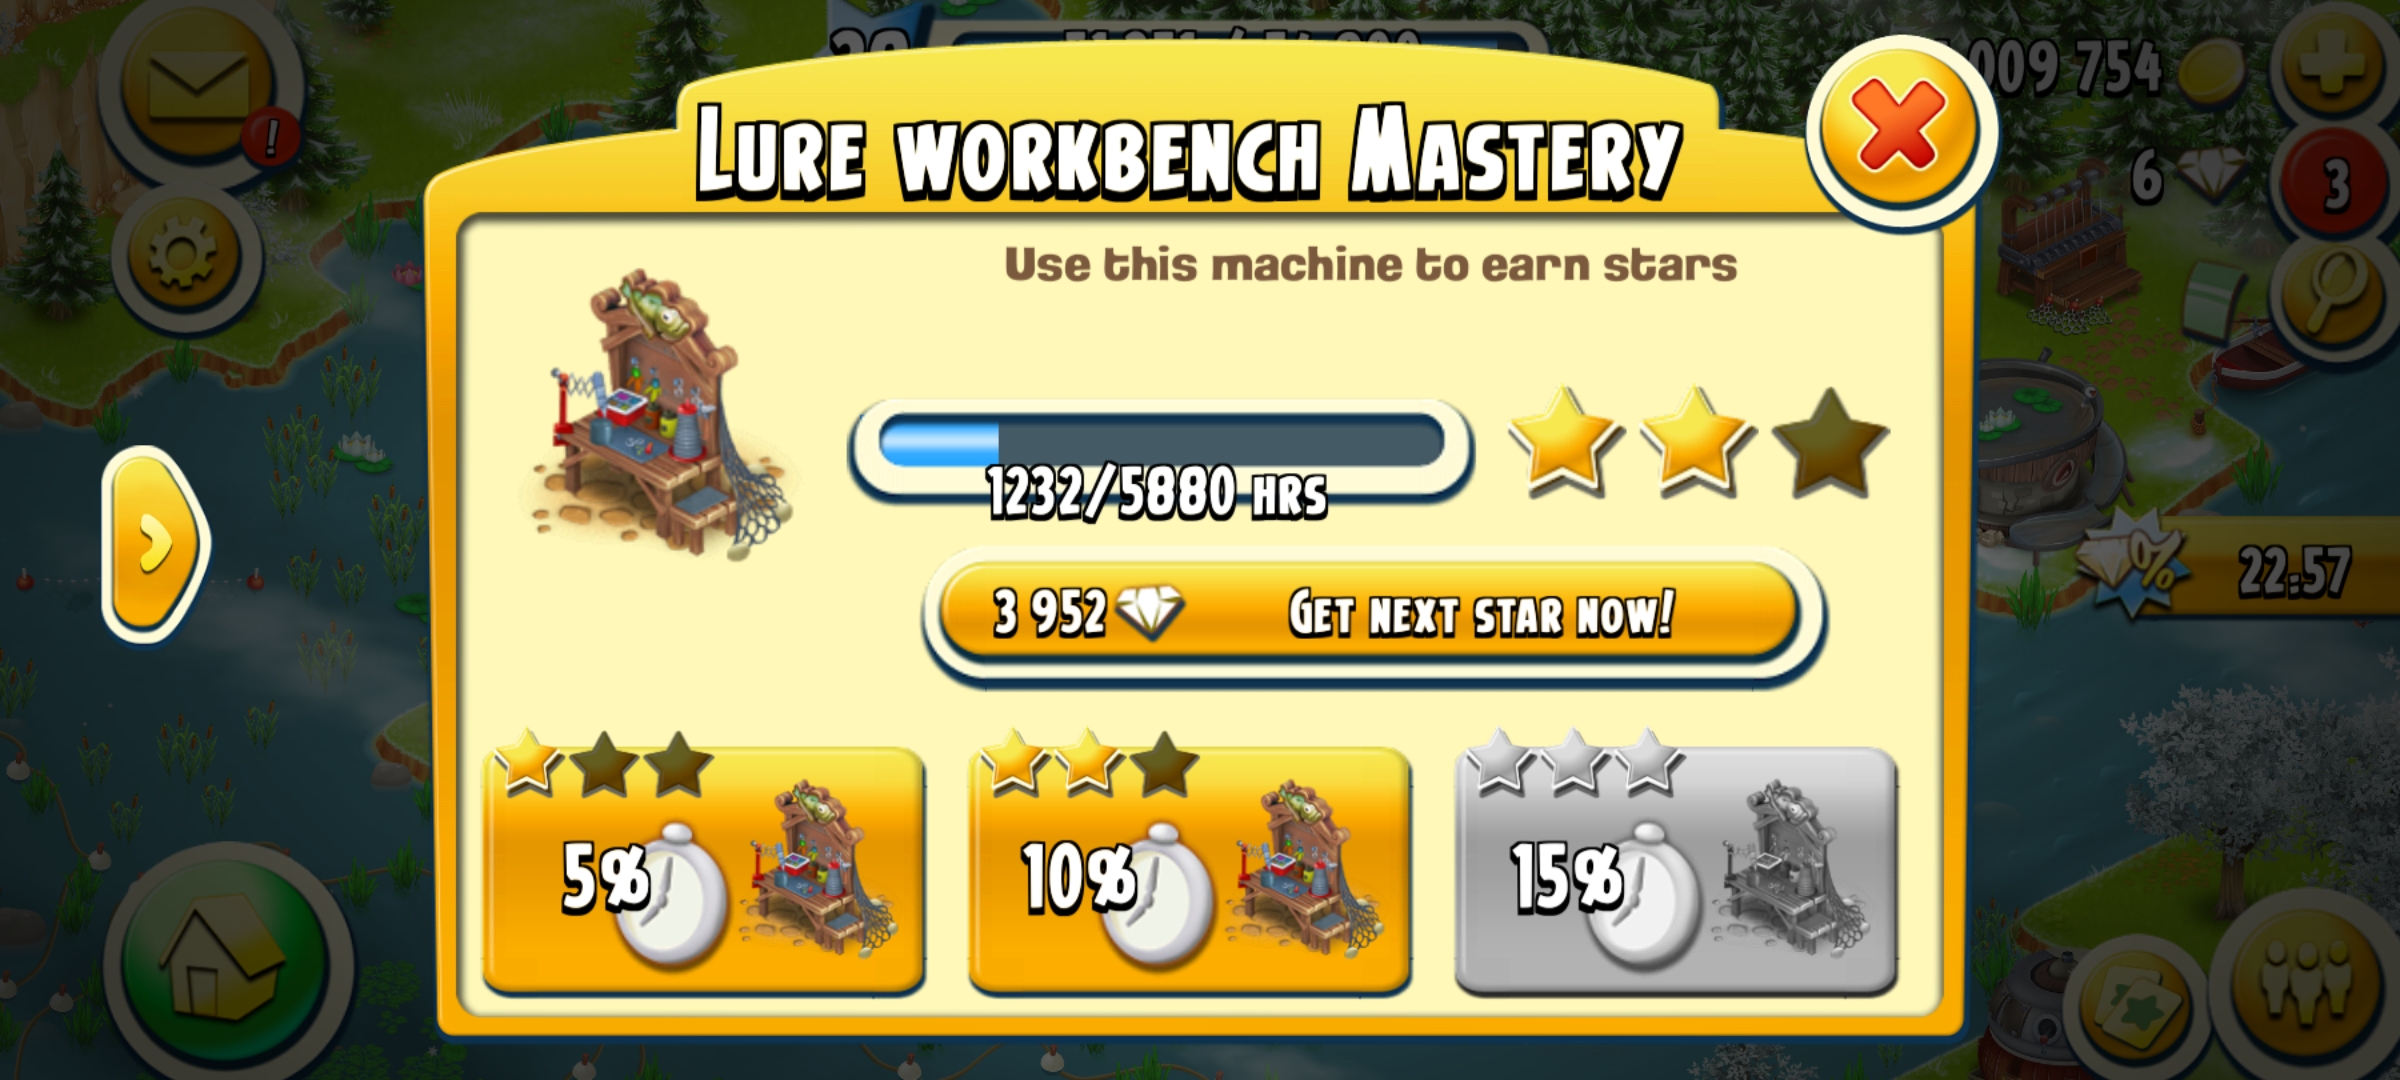 LURE WORKBENCH MASTERY
009 754
6
3
!
Use this machine to earn stars
1232/5880 HRS
3 952 GET NEXT STAR NOW!
22:57
5%
10%
15%